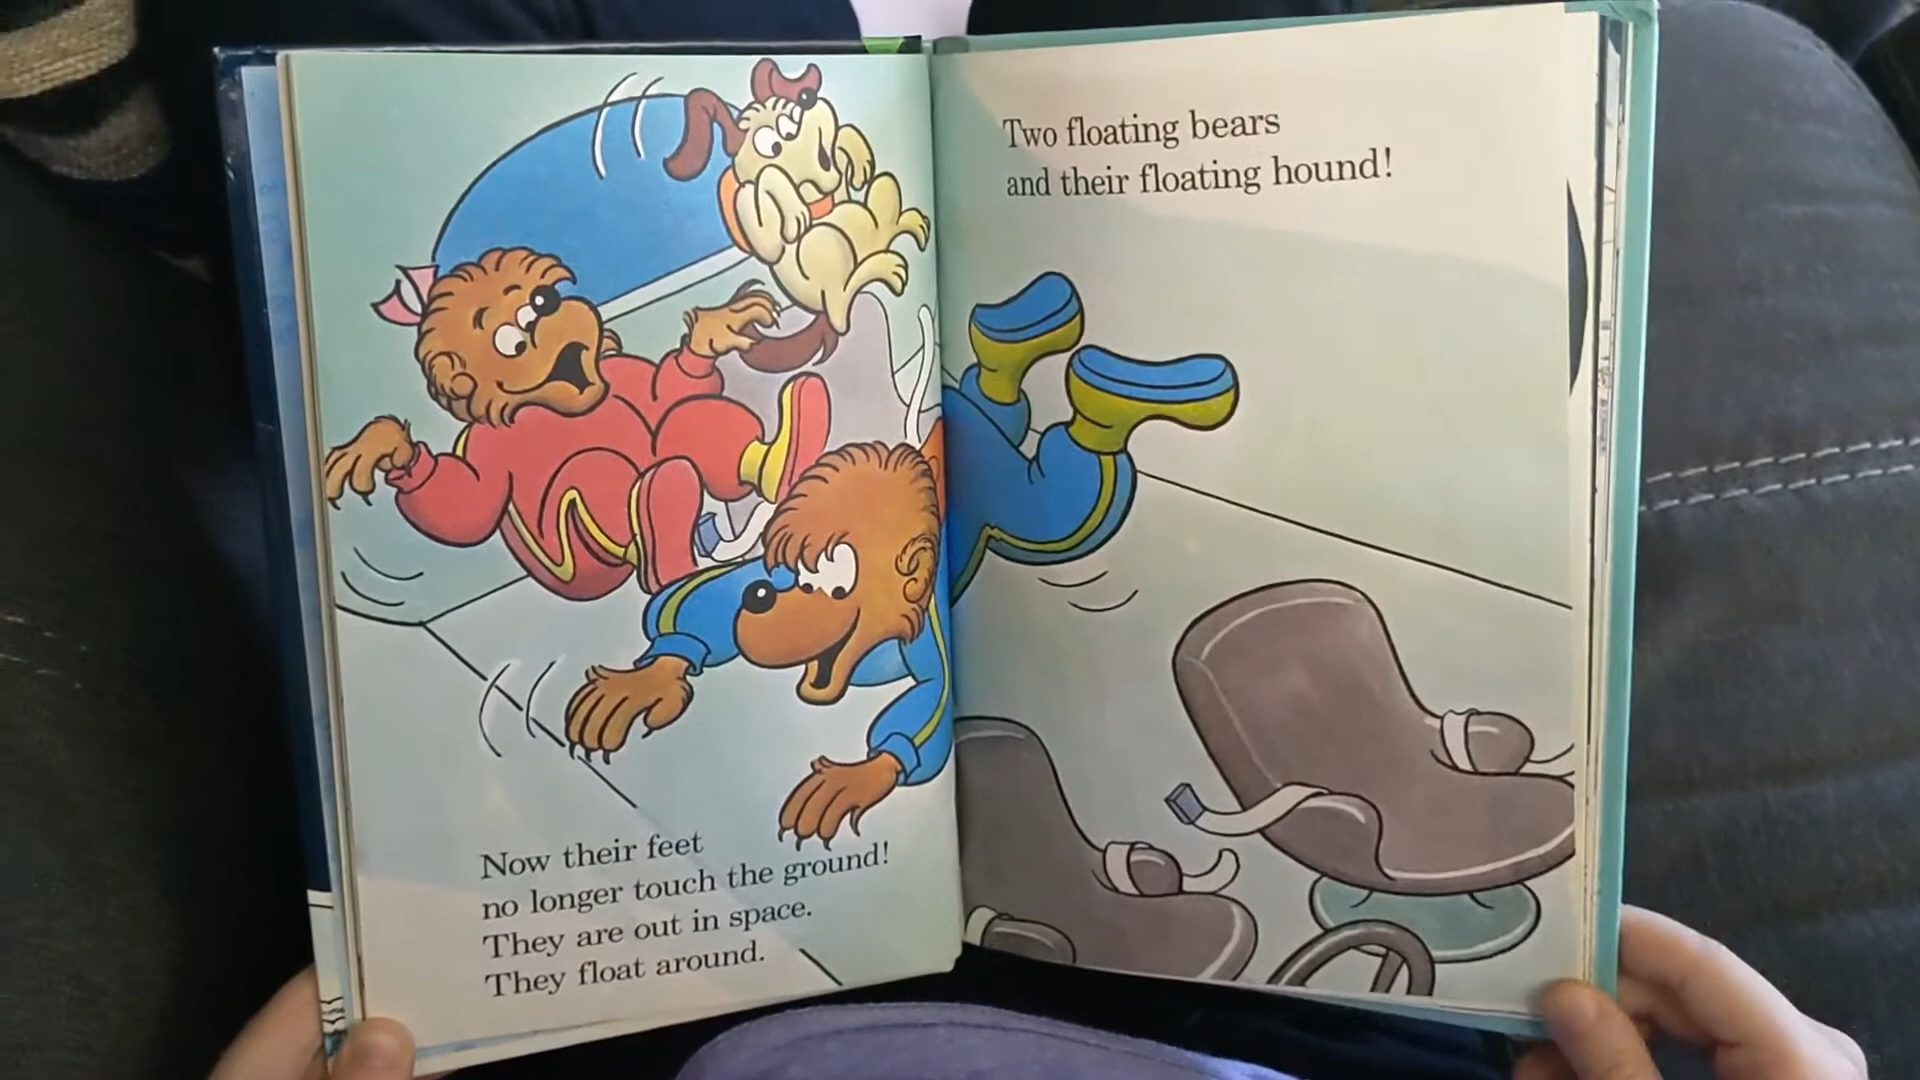 Now their feet
no longer touch the ground!
They are out in space.
They float around.
Two floating bears
and their floating hound!